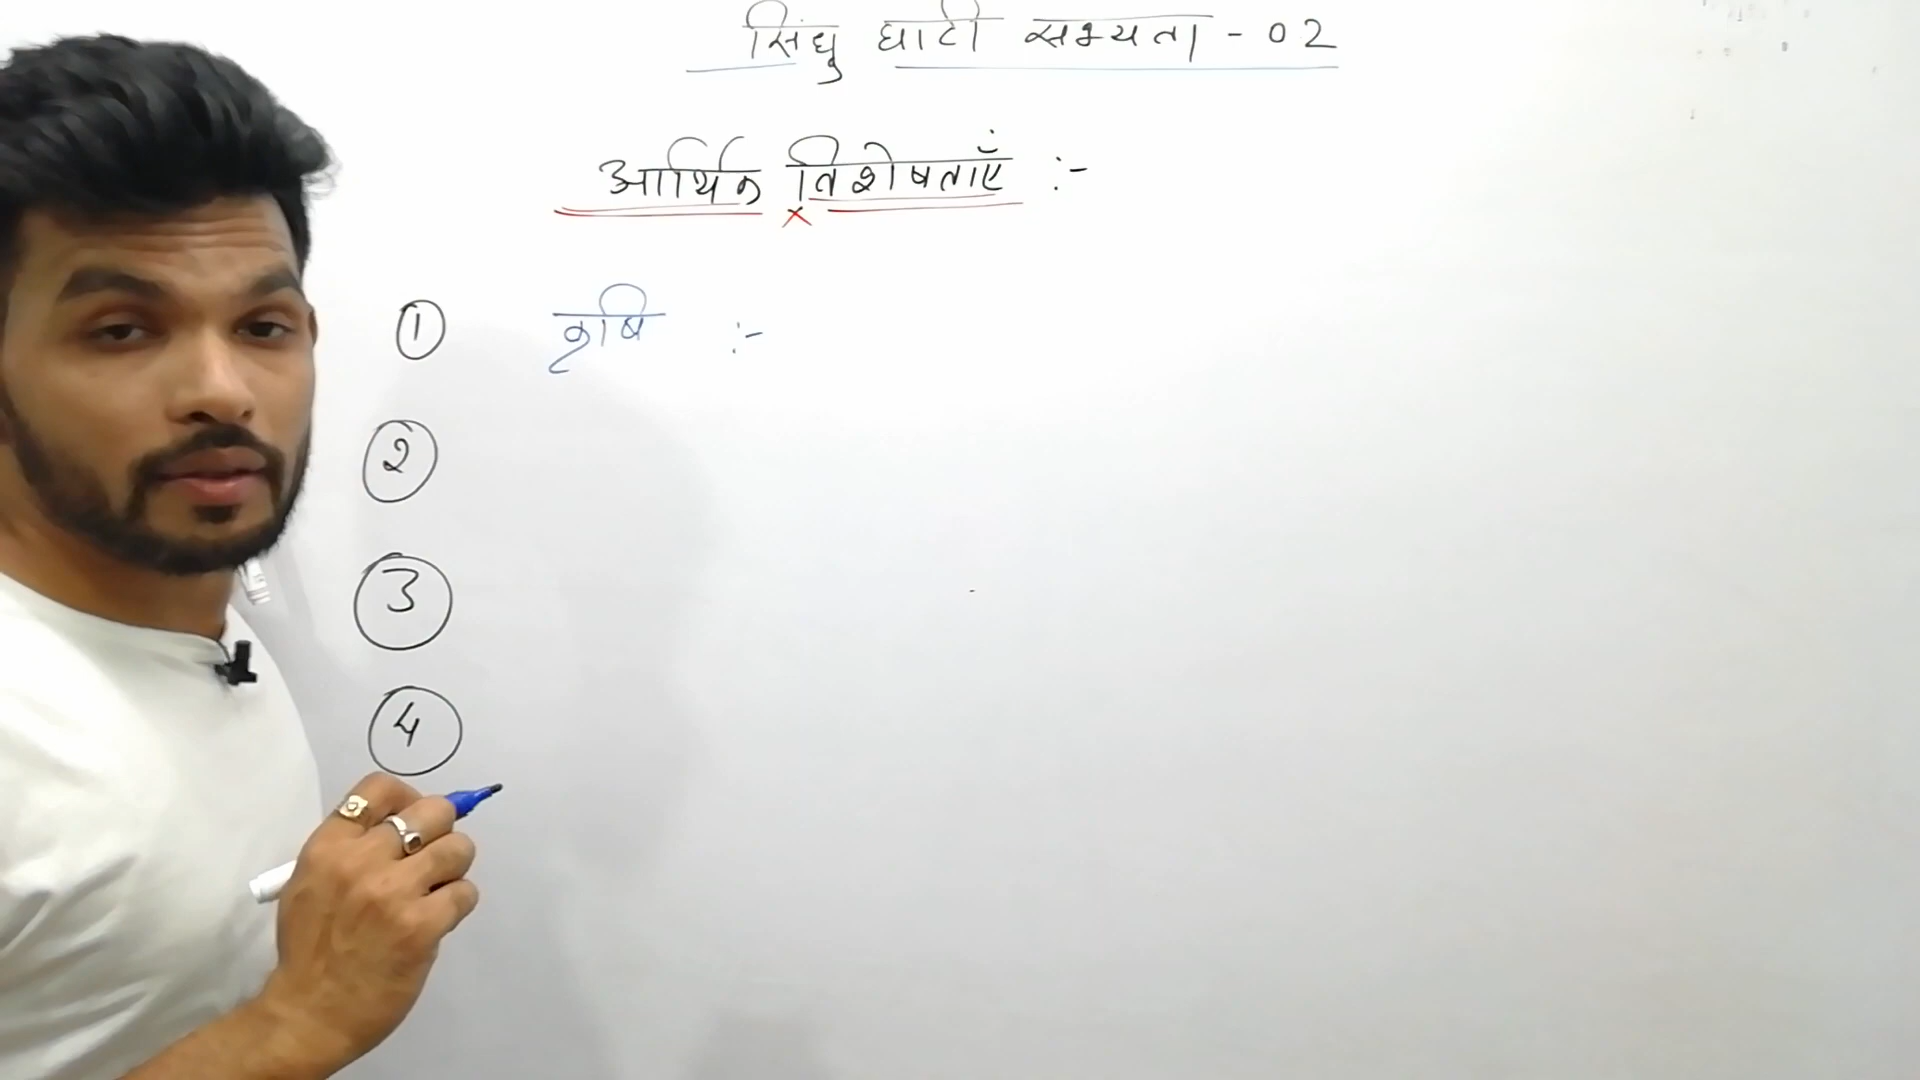 सिंधु घाटी सभ्यता - 02
आर्थिक विशेषताएँ :-
1 कृषि :-
2
3
4